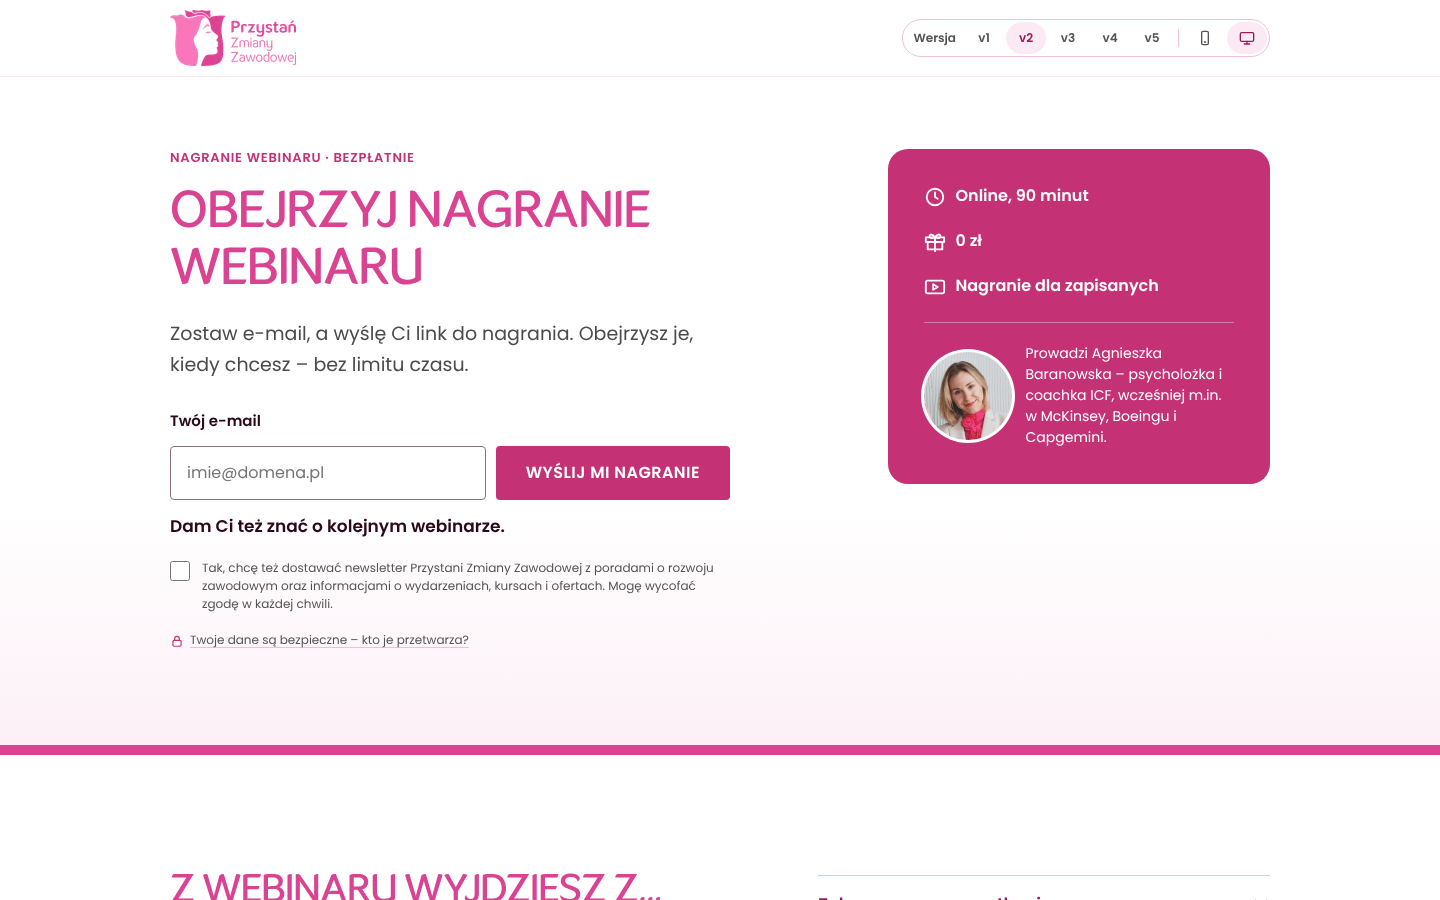 Przystań
Zmiany
Zawodowej
Wersja v1 v2 v3 v4 v5
NAGRANIE WEBINARU · BEZPŁATNIE
OBEJRZYJ NAGRANIE
WEBINARU
Zostaw e-mail, a wyślę Ci link do nagrania. Obejrzysz je,
kiedy chcesz – bez limitu czasu.
Twój e-mail
imie@domena.pl
WYŚLIJ MI NAGRANIE
Dam Ci też znać o kolejnym webinarze.
Tak, chcę też dostawać newsletter Przystani Zmiany Zawodowej z poradami o rozwoju
zawodowym oraz informacjami o wydarzeniach, kursach i ofertach. Mogę wycofać
zgodę w każdej chwili.
Twoje dane są bezpieczne – kto je przetwarza?
Online, 90 minut
0 zł
Nagranie dla zapisanych
Prowadzi Agnieszka
Baranowska – psycholożka i
coachka ICF, wcześniej m.in.
w McKinsey, Boeingu i
Capgemini.
Z WEBINARU WYJDZIESZ Z...